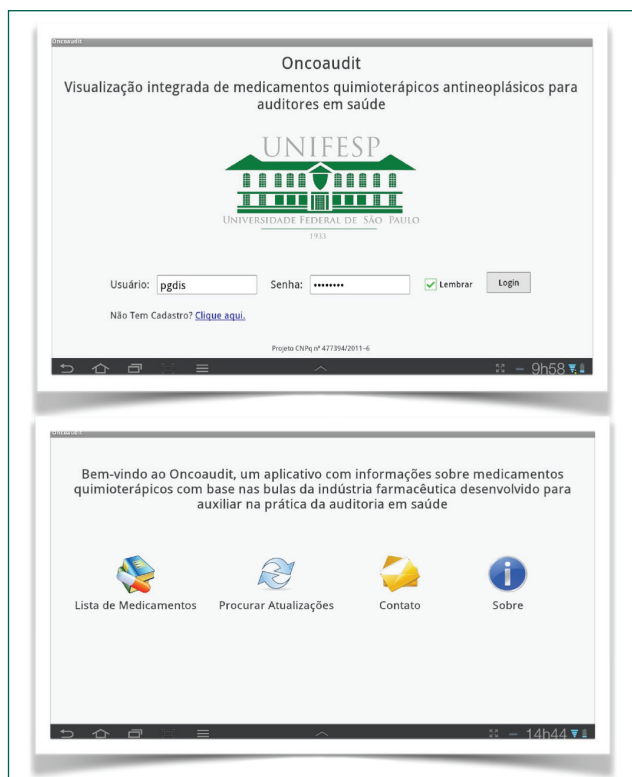 Oncoaudit
Oncoaudit
Visualização integrada de medicamentos quimioterápicos antineoplásicos para
auditores em saúde
UNIFESP
UNIVERSIDADE FEDERAL DE SÃO PAULO
1933
Usuário: pgdis Senha: •••••••• Lembrar Login
Não Tem Cadastro? Clique aqui.
Projeto CNPq nº 477394/2011-6
9h58
Oncoaudit
Bem-vindo ao Oncoaudit, um aplicativo com informações sobre medicamentos
quimioterápicos com base nas bulas da indústria farmacêutica desenvolvido para
auxiliar na prática da auditoria em saúde
Lista de Medicamentos Procurar Atualizações Contato Sobre
14h44